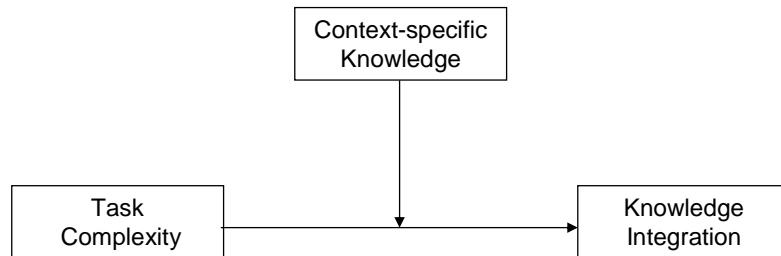 Context-specific
Knowledge
Task
Complexity
Knowledge
Integration